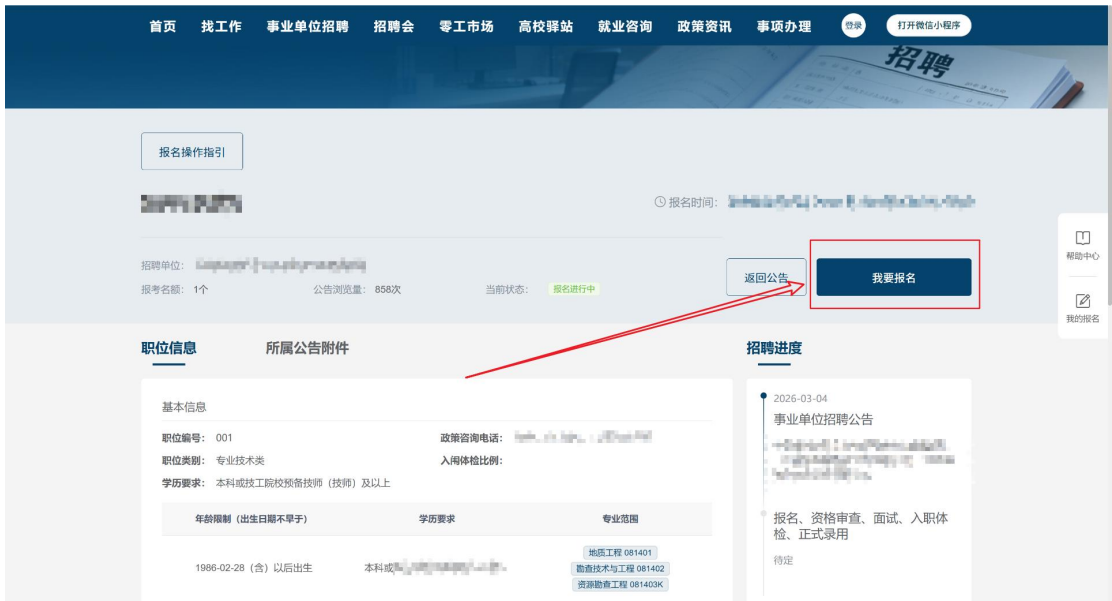 首页 找工作 事业单位招聘 招聘会 零工市场 高校驿站 就业咨询 政策资讯 事项办理 登录 打开微信小程序
招聘
报名操作指引
报名时间：
招聘单位：
返回公告 我要报名
报考名额： 1个 公告浏览量： 858次 当前状态： 报名进行中
帮助中心
我的报名
职位信息 所属公告附件 招聘进度
基本信息
职位编号： 001 政策咨询电话：
职位类别： 专业技术类 入闱体检比例：
学历要求： 本科或技工院校预备技师（技师）及以上
年龄限制（出生日期不早于） 学历要求 专业范围
1986-02-28（含）以后出生 本科或
地质工程 081401
勘查技术与工程 081402
资源勘查工程 081403K
2026-03-04
事业单位招聘公告
报名、资格审查、面试、入职体
检、正式录用
待定